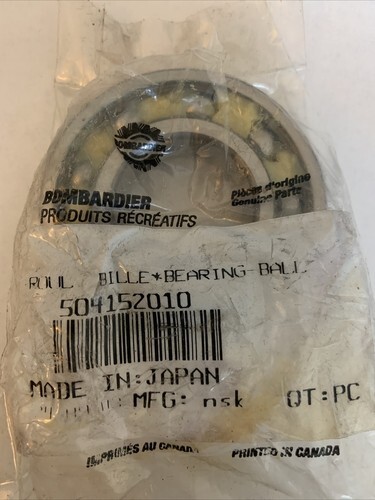 BOMBARDIER
BOMBARDIER
PRODUITS RÉCRÉATIFS
Pièces d'origine
Genuine Parts
ROUL BILLE*BEARING-BALL
504152010
MADE IN:JAPAN
MFG: nsk QT:PC
IMPRIMÉS AU CANADA PRINTED IN CANADA